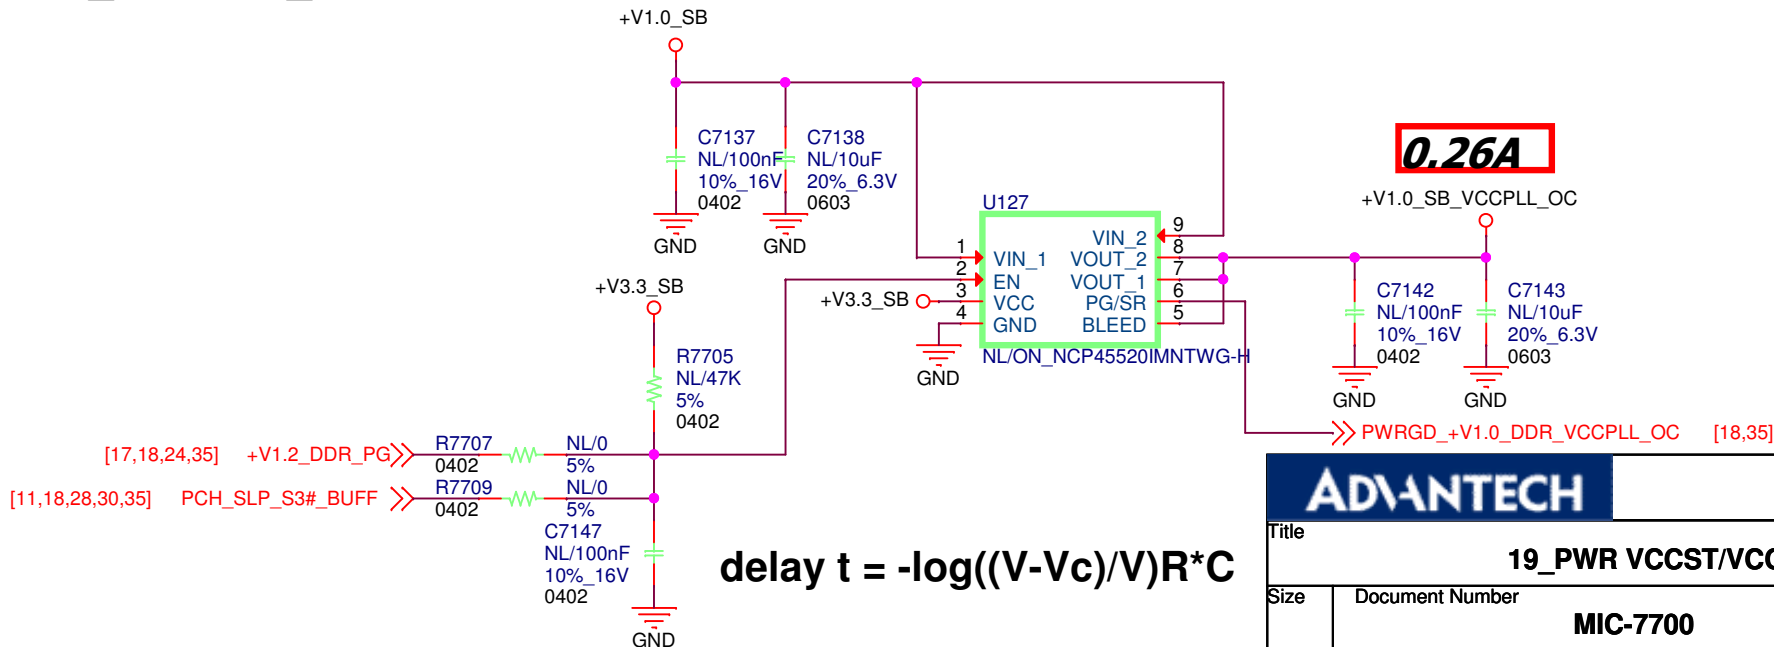 +V1.0_SB
C7137
NL/100nF
10%_16V
0402
GND
C7138
NL/10uF
20%_6.3V
0603
GND
0.26A
+V1.0_SB_VCCPLL_OC
U127
1
VIN_1
2
EN
+V3.3_SB
3
VCC
4
GND
9
VIN_2
8
VOUT_2
7
VOUT_1
6
PG/SR
5
BLEED
NL/ON_NCP45520IMNTWG-H
GND
C7142
NL/100nF
10%_16V
0402
GND
C7143
NL/10uF
20%_6.3V
0603
GND
+V3.3_SB
R7705
NL/47K
5%
0402
[17,18,24,35] +V1.2_DDR_PG
R7707
0402
NL/0
5%
[11,18,28,30,35] PCH_SLP_S3#_BUFF
R7709
0402
NL/0
5%
C7147
NL/100nF
10%_16V
0402
GND
PWRGD_+V1.0_DDR_VCCPLL_OC [18,35]
delay t = -log((V-Vc)/V)R*C
ADVANTECH
Title
19_PWR VCCST/VCC
Size
Document Number
MIC-7700